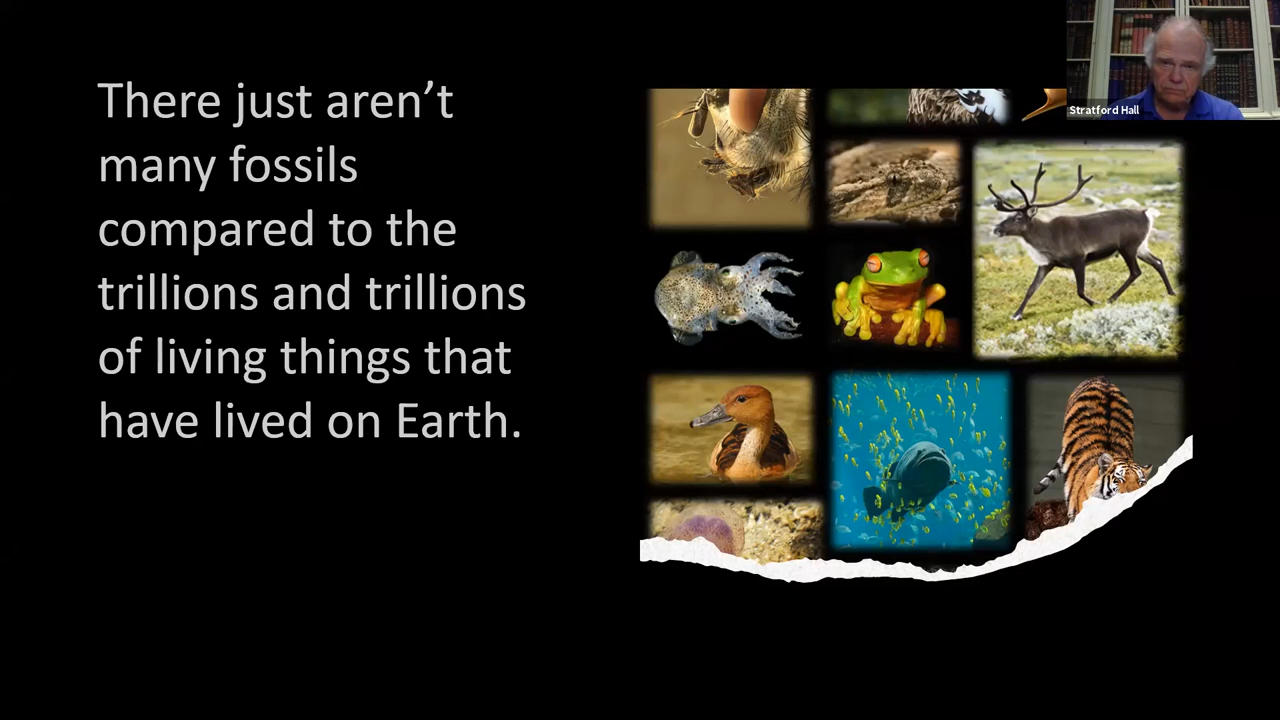 There just aren’t
many fossils
compared to the
trillions and trillions
of living things that
have lived on Earth.
Stratford Hall